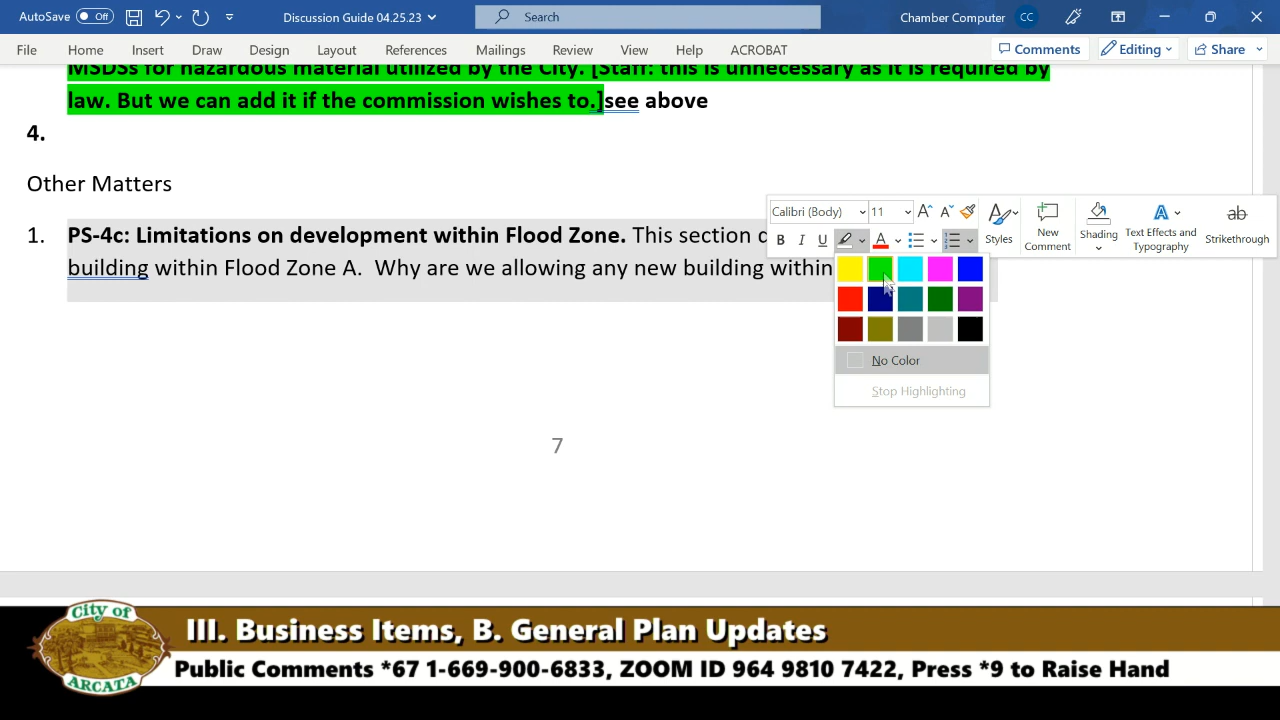 AutoSave Off Discussion Guide 04.25.23 Search Chamber Computer CC
File Home Insert Draw Design Layout References Mailings Review View Help ACROBAT Comments Editing Share
MSDSs for hazardous material utilized by the City. [Staff: this is unnecessary as it is required by
law. But we can add it if the commission wishes to.]see above
4.
Other Matters
1. PS-4c: Limitations on development within Flood Zone. This section
building within Flood Zone A. Why are we allowing any new building within
Calibri (Body) 11
B I U A
Styles
New
Comment
Shading
Text Effects and
Typography
Strikethrough
No Color
Stop Highlighting
7
City of
ARCATA
III. Business Items, B. General Plan Updates
Public Comments *67 1-669-900-6833, ZOOM ID 964 9810 7422, Press *9 to Raise Hand